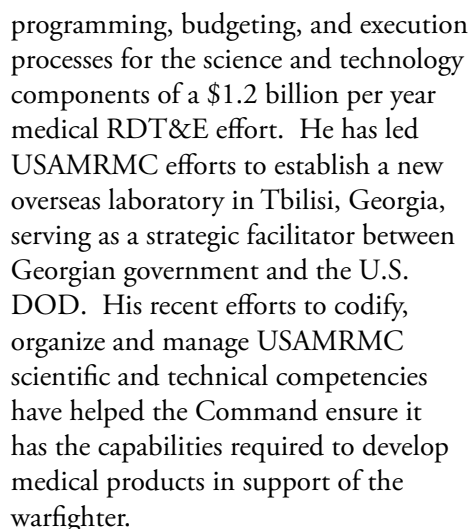 programming, budgeting, and execution
processes for the science and technology
components of a $1.2 billion per year
medical RDT&E effort.  He has led
USAMRMC efforts to establish a new
overseas laboratory in Tbilisi, Georgia,
serving as a strategic facilitator between
Georgian government and the U.S.
DOD.  His recent efforts to codify,
organize and manage USAMRMC
scientific and technical competencies
have helped the Command ensure it
has the capabilities required to develop
medical products in support of the
warfighter.